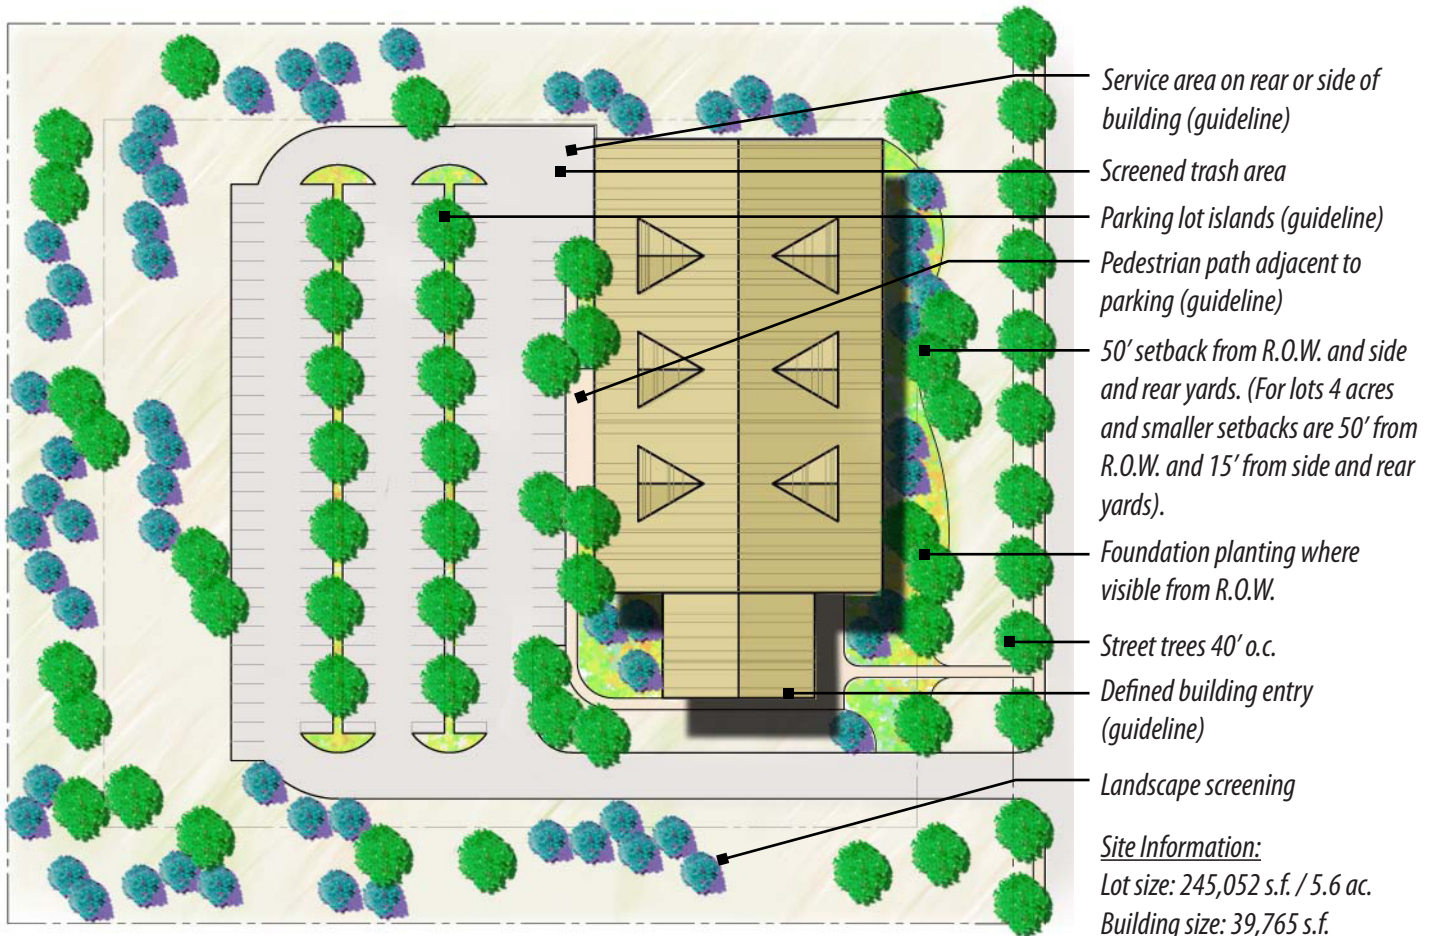 Service area on rear or side of
building (guideline)
Screened trash area
Parking lot islands (guideline)
Pedestrian path adjacent to
parking (guideline)
50’ setback from R.O.W. and side
and rear yards. (For lots 4 acres
and smaller setbacks are 50’ from
R.O.W. and 15’ from side and rear
yards).
Foundation planting where
visible from R.O.W.
Street trees 40’ o.c.
Defined building entry
(guideline)
Landscape screening
Site Information:
Lot size: 245,052 s.f. / 5.6 ac.
Building size: 39,765 s.f.